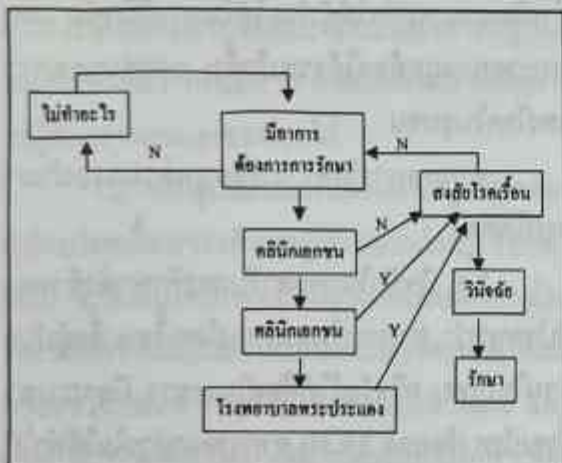 ไม่ทำอะไร
N
มีอาการ
ต้องการการรักษา
N
สงสัยโรคเรื้อน
คลินิกเอกชน
N
Y
วินิจฉัย
คลินิกเอกชน
Y
รักษา
โรงพยาบาลพระประแดง